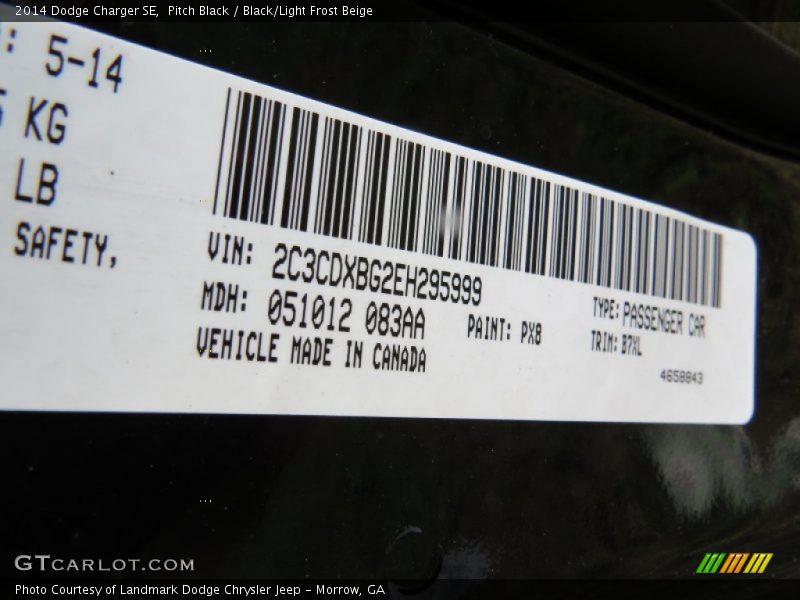 2014 Dodge Charger SE,  Pitch Black / Black/Light Frost Beige
: 5-14
KG
LB
SAFETY,
VIN: 2C3CDXBG2EH295999
MDH: 051012 083AA
PAINT: PX8
TYPE: PASSENGER CAR
TRIM: B7XL
VEHICLE MADE IN CANADA
4658843
GTCARLOT.COM
Photo Courtesy of Landmark Dodge Chrysler Jeep - Morrow, GA